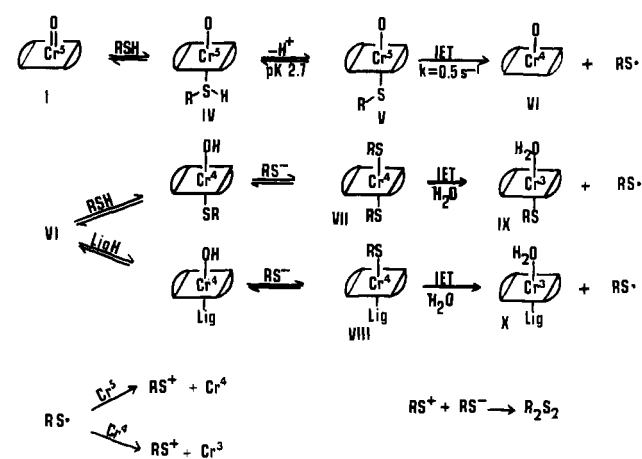 O O O O
Cr⁵ RSH Cr⁵ –H⁺ Cr⁵ IET Cr⁴ + RS•
pK 2.7 k=0.5 s⁻¹
I R S H R S VI
IV V
OH RS H₂O
Cr⁴ RS⁻ Cr⁴ IET Cr³ + RS•
RSH SR VII RS H₂O IX RS
VI
LigH OH RS H₂O
Cr⁴ RS⁻ Cr⁴ IET Cr³ + RS•
Lig VIII Lig H₂O X Lig
Cr⁵ RS⁺ + Cr⁴
RS• RS⁺ + RS⁻ → R₂S₂
Cr⁴ RS⁺ + Cr³